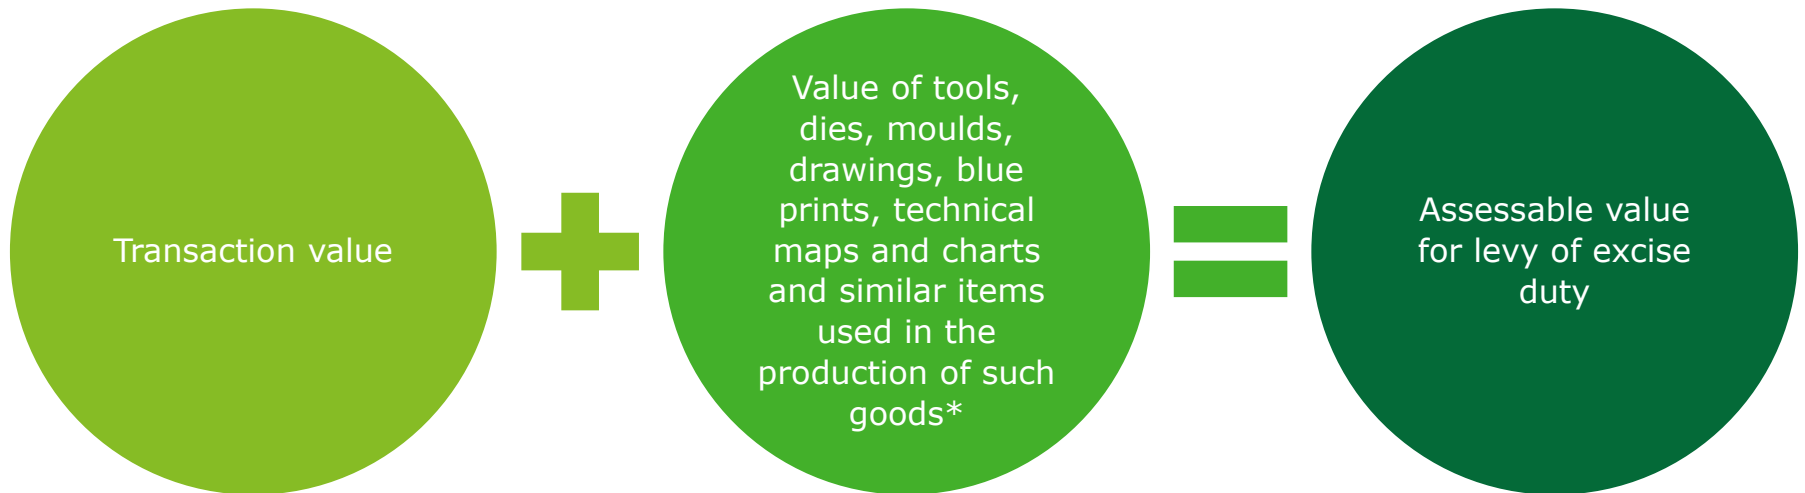 Transaction value
Value of tools,
dies, moulds,
drawings, blue
prints, technical
maps and charts
and similar items
used in the
production of such
goods*
Assessable value
for levy of excise
duty